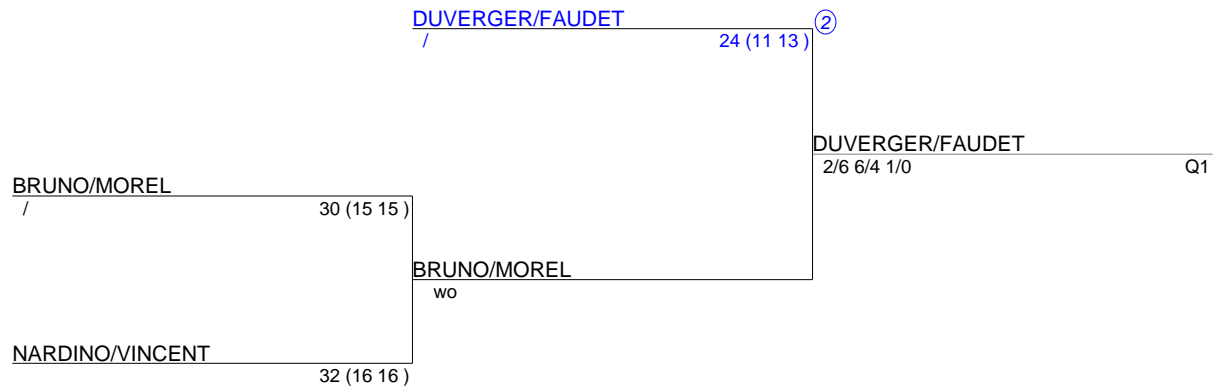 DUVERGER/FAUDET 2
/ 24 (11 13 )
DUVERGER/FAUDET
2/6 6/4 1/0 Q1
BRUNO/MOREL
/ 30 (15 15 )
BRUNO/MOREL
wo
NARDINO/VINCENT
32 (16 16 )